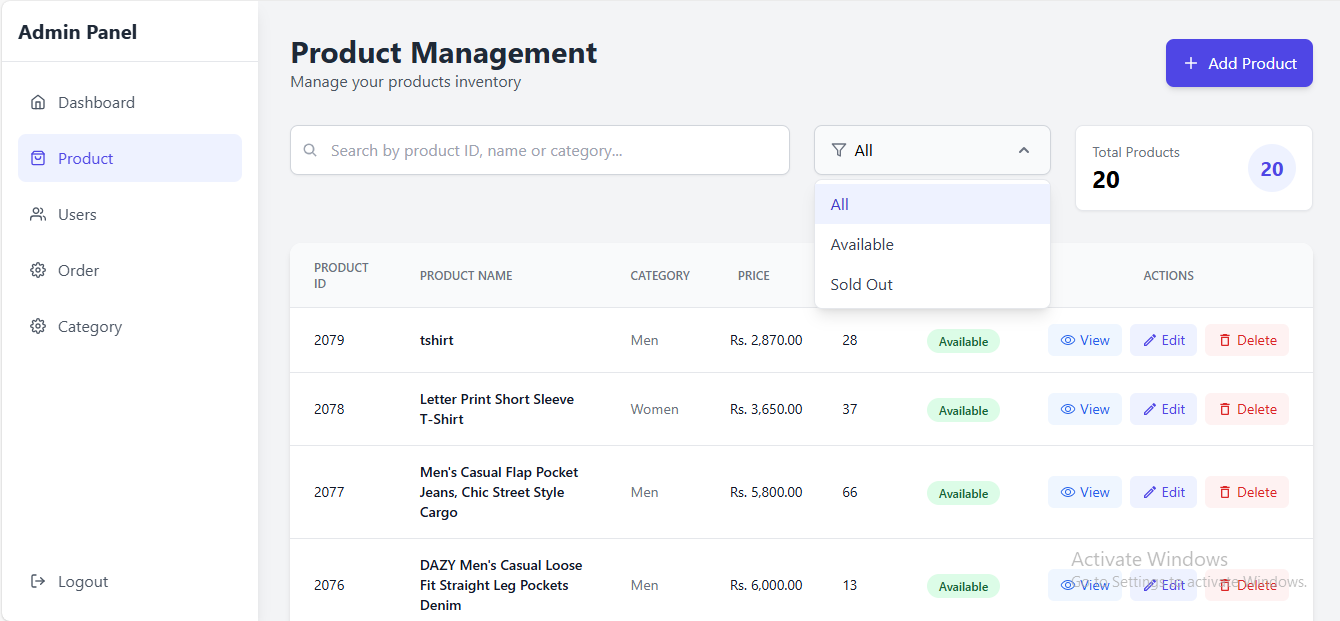 Admin Panel
Dashboard
Product
Users
Order
Category
Logout
Product Management
Manage your products inventory
+ Add Product
Search by product ID, name or category...
All
All
Available
Sold Out
Total Products
20
20
PRODUCT
ID
PRODUCT NAME
CATEGORY
PRICE
ACTIONS
2079
tshirt
Men
Rs. 2,870.00
28
Available
View
Edit
Delete
2078
Letter Print Short Sleeve
T-Shirt
Women
Rs. 3,650.00
37
Available
View
Edit
Delete
2077
Men's Casual Flap Pocket
Jeans, Chic Street Style
Cargo
Men
Rs. 5,800.00
66
Available
View
Edit
Delete
2076
DAZY Men's Casual Loose
Fit Straight Leg Pockets
Denim
Men
Rs. 6,000.00
13
Available
View
Edit
Delete
Activate Windows
Go to Settings to activate Windows.